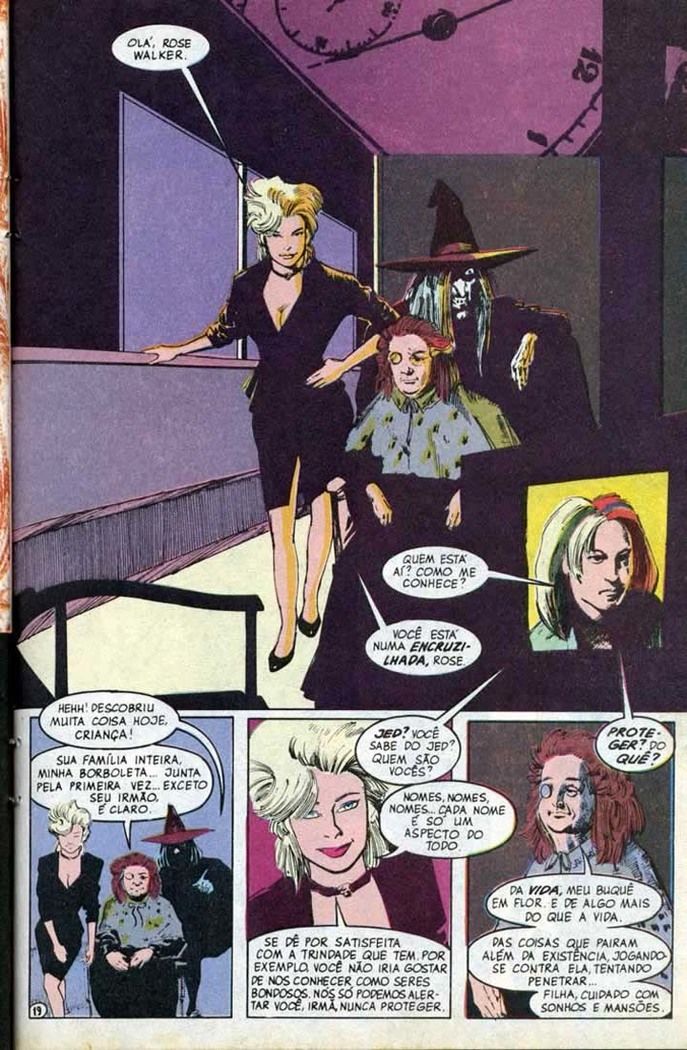 OLÁ, ROSE
WALKER.
12
1
QUEM ESTÁ
AÍ? COMO ME
CONHECE?
VOCÊ ESTÁ
NUMA ENCRUZI-
LHADA, ROSE.
HEHH! DESCOBRIU
MUITA COISA HOJE,
CRIANÇA!
SUA FAMÍLIA INTEIRA,
MINHA BORBOLETA... JUNTA
PELA PRIMEIRA VEZ... EXCETO
SEU IRMÃO,
É CLARO.
JED? VOCÊ
SABE DO JED?
QUEM SÃO
VOCÊS?
NOMES, NOMES,
NOMES... CADA NOME
É SÓ UM
ASPECTO DO
TODO.
SE DÊ POR SATISFEITA
COM A TRINDADE QUE TEM. POR
EXEMPLO, VOCÊ NÃO IRIA GOSTAR
DE NOS CONHECER COMO SERES
BONDOSOS. NÓS SÓ PODEMOS ALER-
TAR VOCÊ, IRMÃ, NUNCA PROTEGER.
PROTE-
GER? DO
QUÊ?
DA VIDA, MEU BUQUÊ
EM FLOR. E DE ALGO MAIS
DO QUE A VIDA.
DAS COISAS QUE PAIRAM
ALÉM DA EXISTÊNCIA, JOGANDO-
SE CONTRA ELA, TENTANDO
PENETRAR...
FILHA, CUIDADO COM
SONHOS E MANSÕES.
19